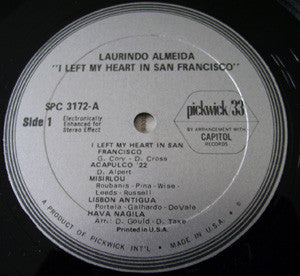 LAURINDO ALMEIDA
"I LEFT MY HEART IN SAN FRANCISCO"
SPC 3172-A
Side 1
Electronically
Enhanced for
Stereo Effect
pickwick 33
BY ARRANGEMENT WITH
CAPITOL
RECORDS
I LEFT MY HEART IN SAN
FRANCISCO
G. Cory - D. Cross
ACAPULCO '22
D. Alpert
MISIRLOU
Roubanis-Pina-Wise-
Leeds-Russell
LISBON ANTIGUA
Portela-Galhardo-DoVale
HAVA NAGILA
Arr: D. Gould - D. Take
Printed in U.S.A.
A PRODUCT OF PICKWICK INT'L. • MADE IN U.S.A.